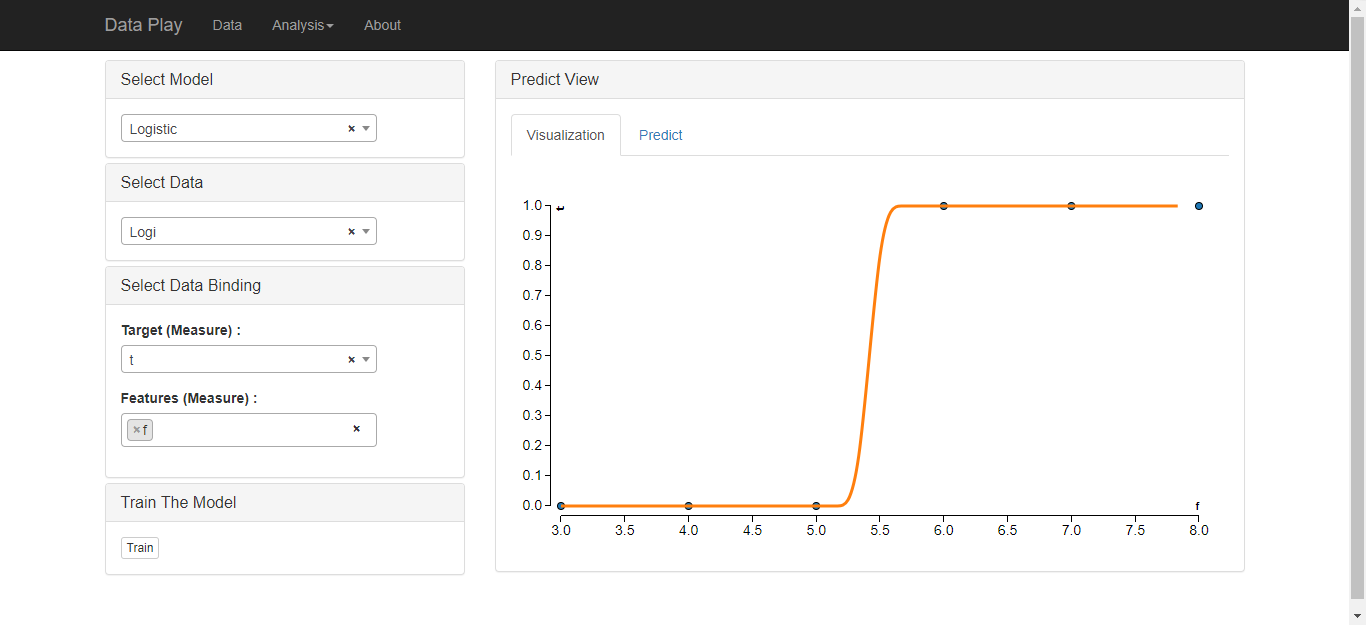 Data Play Data Analysis About
Select Model
Logistic × 
Select Data
Logi ×
Select Data Binding
Target (Measure) :
t ×
Features (Measure) :
×f ×
Train The Model
Train
Predict View
Visualization Predict
t
1.0
0.9
0.8
0.7
0.6
0.5
0.4
0.3
0.2
0.1
0.0
f
3.0 3.5 4.0 4.5 5.0 5.5 6.0 6.5 7.0 7.5 8.0